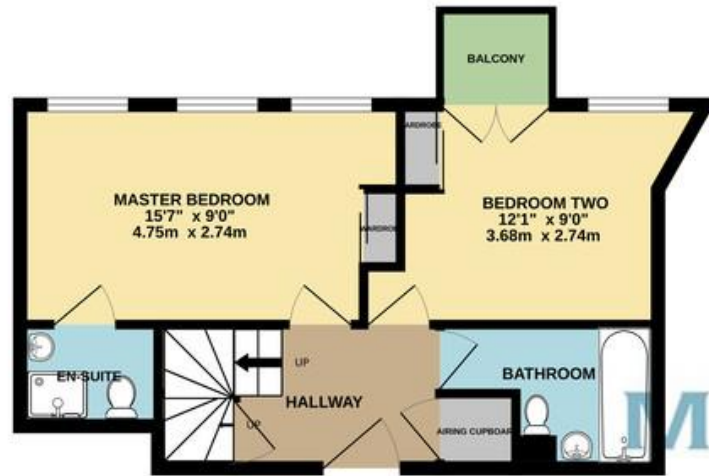 BALCONY
ARDROBE
MASTER BEDROOM
15'7" x 9'0"
4.75m x 2.74m
BEDROOM TWO
12'1" x 9'0"
3.68m x 2.74m
WARDROBE
EN-SUITE
UP
BATHROOM
HALLWAY
UP
AIRING CUPBOARD
M